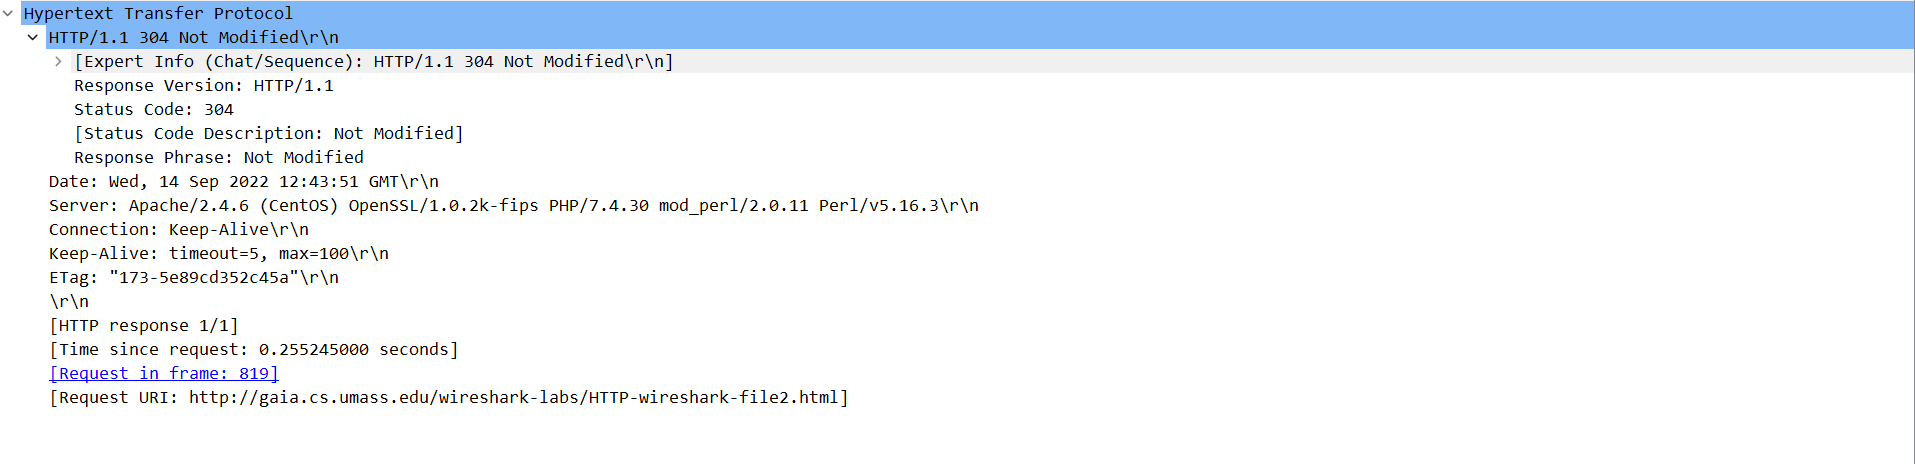 Hypertext Transfer Protocol
HTTP/1.1 304 Not Modified\r\n
[Expert Info (Chat/Sequence): HTTP/1.1 304 Not Modified\r\n]
Response Version: HTTP/1.1
Status Code: 304
[Status Code Description: Not Modified]
Response Phrase: Not Modified
Date: Wed, 14 Sep 2022 12:43:51 GMT\r\n
Server: Apache/2.4.6 (CentOS) OpenSSL/1.0.2k-fips PHP/7.4.30 mod_perl/2.0.11 Perl/v5.16.3\r\n
Connection: Keep-Alive\r\n
Keep-Alive: timeout=5, max=100\r\n
ETag: "173-5e89cd352c45a"\r\n
\r\n
[HTTP response 1/1]
[Time since request: 0.255245000 seconds]
[Request in frame: 819]
[Request URI: http://gaia.cs.umass.edu/wireshark-labs/HTTP-wireshark-file2.html]